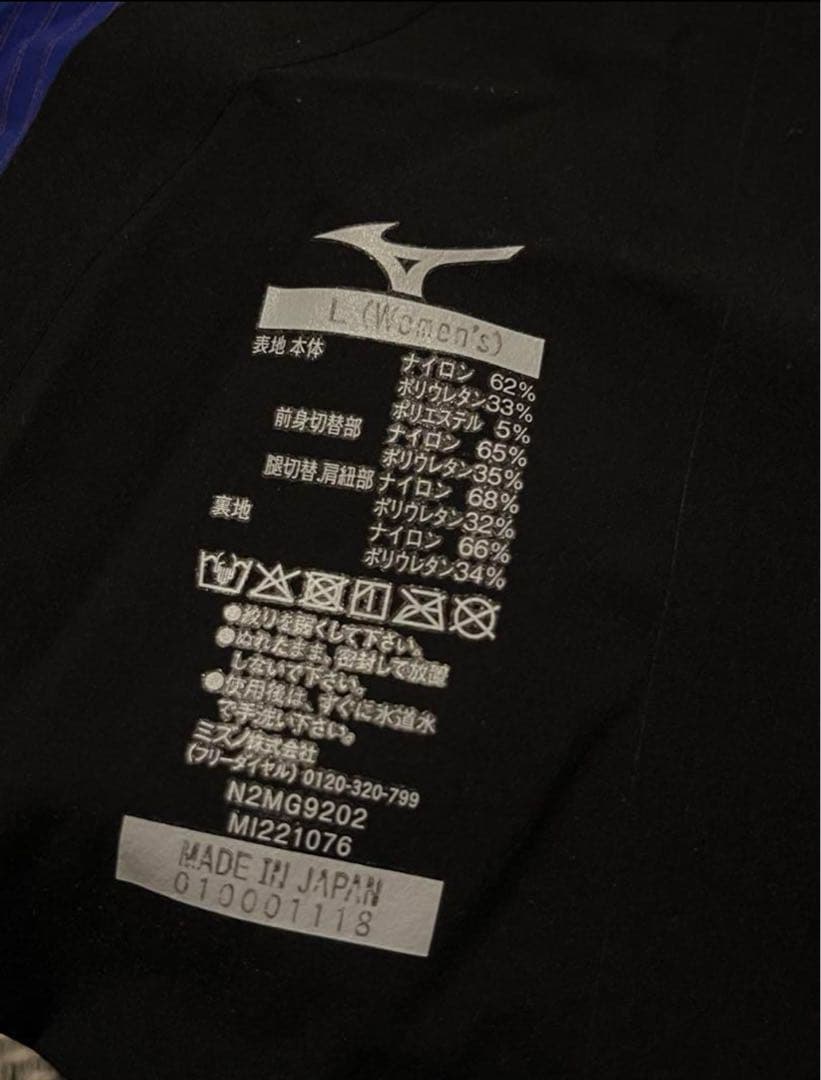 L (Women's)
表地 本体 ナイロン 62%
ポリウレタン33%
ポリエステル 5%
前身切替部 ナイロン 65%
ポリウレタン35%
腿切替.肩紐部 ナイロン 68%
ポリウレタン32%
裏地 ナイロン 66%
ポリウレタン34%
●絞りを弱くして下さい。
●ぬれたまま、密封して放置
しないで下さい。
●使用後は、すぐに水道水
で手洗い下さい。
ミズノ株式会社
(フリーダイヤル) 0120-320-799
N2MG9202
MI221076
MADE IN JAPAN
010001118